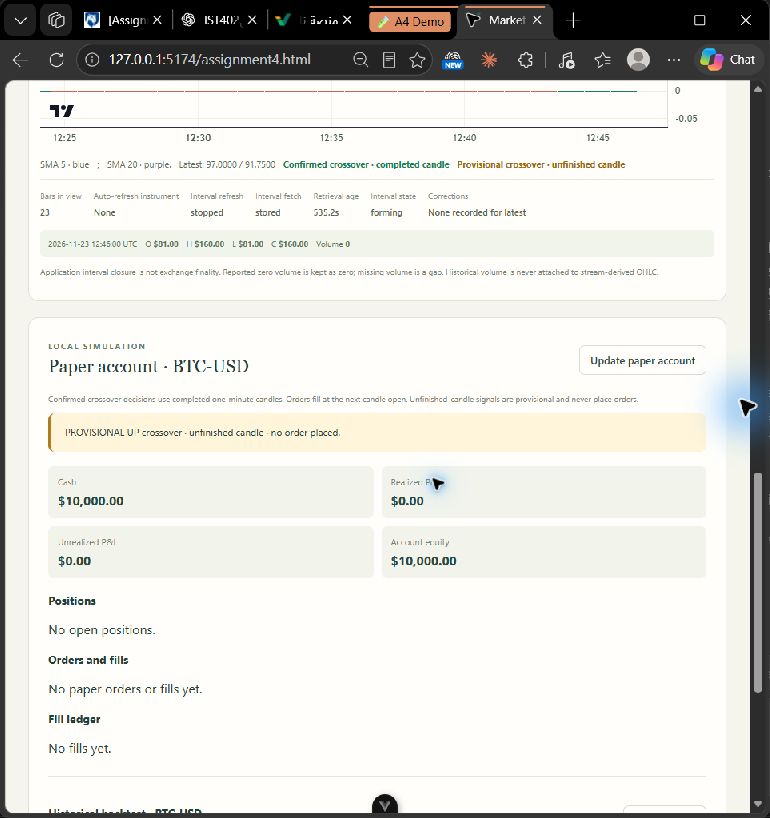 [Assign
IST402,
A4 Demo
Market
127.0.0.1:5174/assignment4.html
NEW
Chat
0
-0.05
12:25 12:30 12:35 12:40 12:45
SMA 5 · blue ; SMA 20 · purple. Latest: 97.0000 / 91.7500 Confirmed crossover · completed candle Provisional crossover · unfinished candle
Bars in view Auto-refresh instrument Interval refresh Interval fetch Retrieval age Interval state Corrections
23 None stopped stored 535.2s forming None recorded for latest
2026-11-23 12:46:00 UTC O $81.00 H $160.00 L $81.00 C $160.00 Volume 0
Application interval closure is not exchange finality. Reported zero volume is kept as zero; missing volume is a gap. Historical volume is never attached to stream-derived OHLC.
LOCAL SIMULATION
Paper account · BTC-USD
Update paper account
Confirmed crossover decisions use completed one-minute candles. Orders fill at the next candle open. Unfinished-candle signals are provisional and never place orders.
PROVISIONAL UP crossover · unfinished candle · no order placed.
Cash Realized
$10,000.00 $0.00
Unrealized P&L Account equity
$0.00 $10,000.00
Positions
No open positions.
Orders and fills
No paper orders or fills yet.
Fill ledger
No fills yet.
Historical backtest · BTC-USD